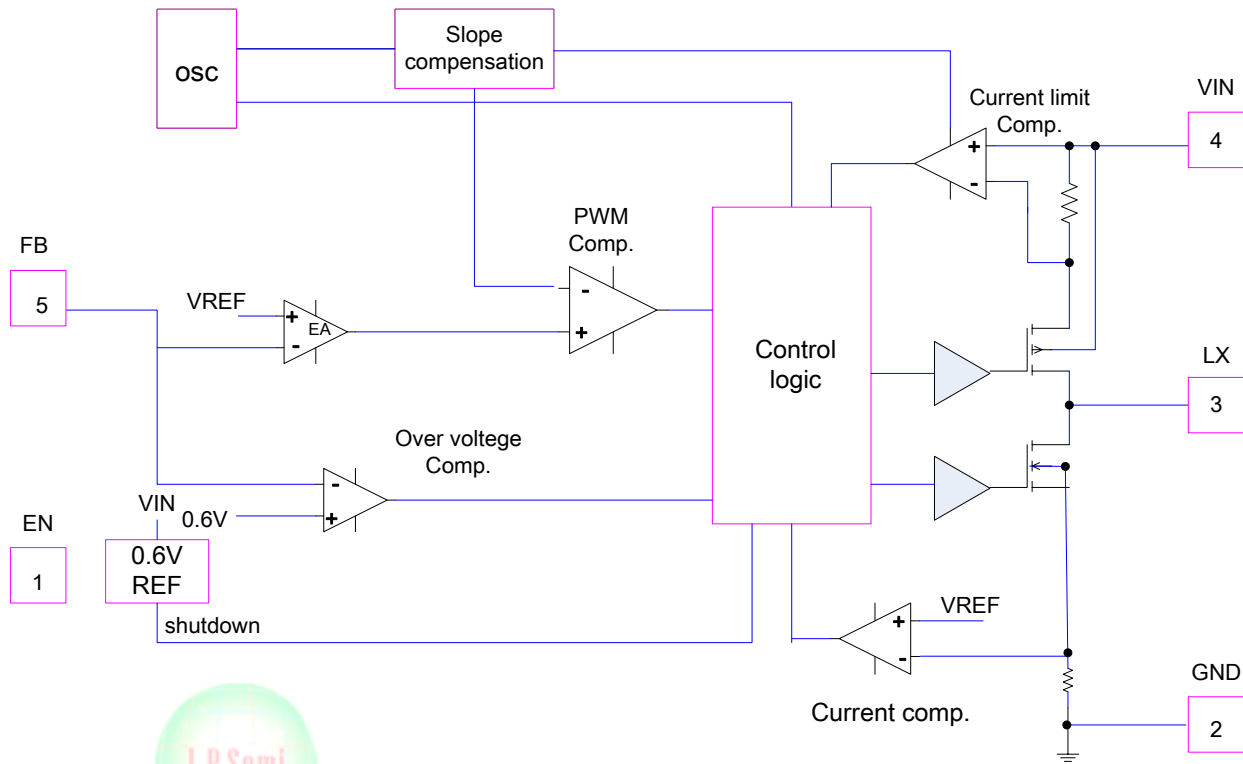 OSC
Slope
compensation
Current limit
Comp.
VIN
4
+
-
PWM
Comp.
FB
5
VREF
+
-
EA
-
+
Control
logic
LX
3
Over voltege
Comp.
-
+
VIN
0.6V
EN
1
0.6V
REF
shutdown
VREF
+
-
Current comp.
GND
2